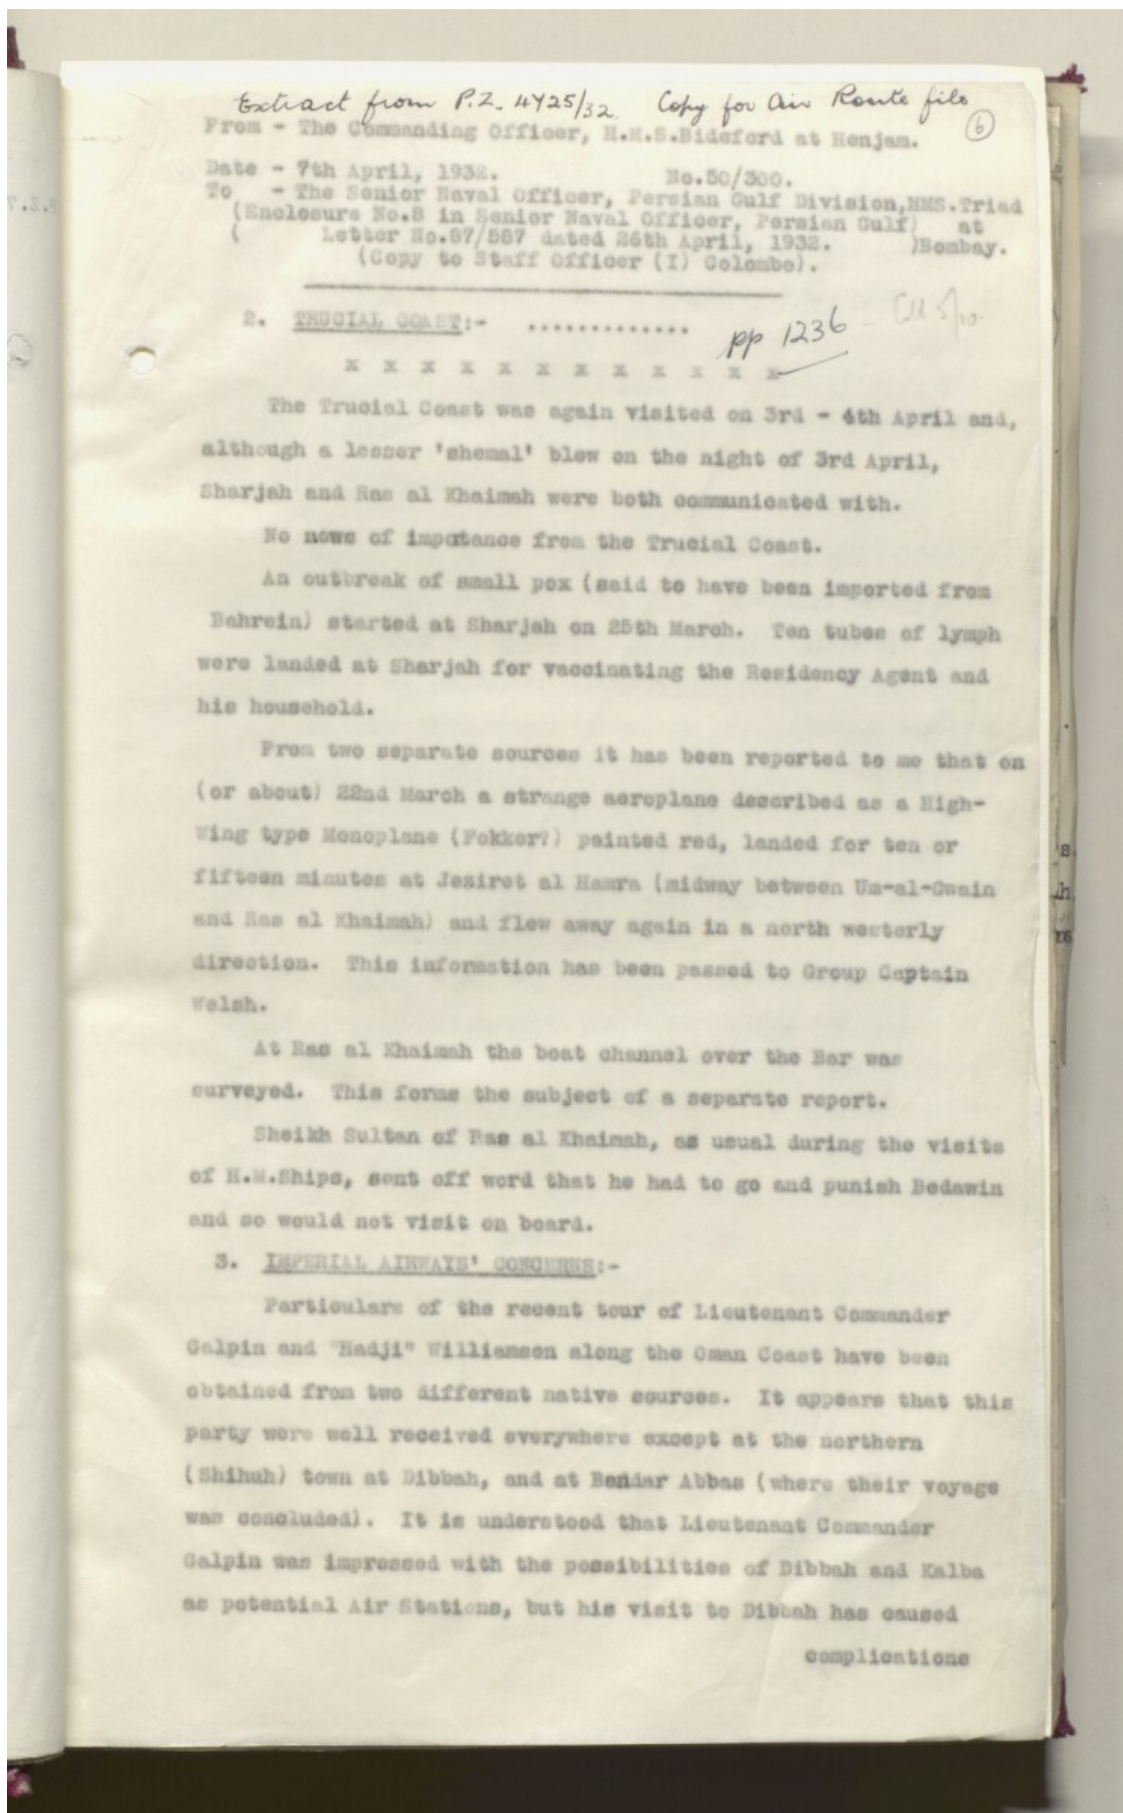 Extract from P.Z. 4425/32. Copy for Air Route file
6
From - The Commanding Officer, H.M.S.Bideford at Henjam.
Date - 7th April, 1932. No.50/300.
To - The Senior Naval Officer, Persian Gulf Division,HMS.Triad
(Enclosure No.8 in Senior Naval Officer, Persian Gulf) at
( Letter No.87/587 dated 26th April, 1932. )Bombay.
(Copy to Staff Officer (I) Colombo).
2. TRUCIAL COAST:- .............
pp 1236
x x x x x x x x x x x x
The Trucial Coast was again visited on 3rd - 4th April and,
although a lesser 'shemal' blew on the night of 3rd April,
Sharjah and Ras al Khaimah were both communicated with.
No news of impotance from the Trucial Coast.
An outbreak of small pox (said to have been imported from
Bahrein) started at Sharjah on 25th March. Ten tubes of lymph
were landed at Sharjah for vaccinating the Residency Agent and
his household.
From two separate sources it has been reported to me that on
(or about) 22nd March a strange aeroplane described as a High-
Wing type Monoplane (Fokker?) painted red, landed for ten or
fifteen minutes at Jeziret al Hamra (midway between Um-al-Gwain
and Ras al Khaimah) and flew away again in a north westerly
direction. This information has been passed to Group Captain
Welsh.
At Ras al Khaimah the boat channel over the Bar was
surveyed. This forms the subject of a separate report.
Sheikh Sultan of Ras al Khaimah, as usual during the visits
of H.M.Ships, sent off word that he had to go and punish Bedawin
and so would not visit on board.
3. IMPERIAL AIRWAYS' CONCERNS:-
Particulars of the recent tour of Lieutenant Commander
Galpin and "Hadji" Williamson along the Oman Coast have been
obtained from two different native sources. It appears that this
party were well received everywhere except at the northern
(Shihuh) town at Dibbah, and at Bandar Abbas (where their voyage
was concluded). It is understood that Lieutenant Commander
Galpin was impressed with the possibilities of Dibbah and Kalba
as potential Air Stations, but his visit to Dibbah has caused
complications